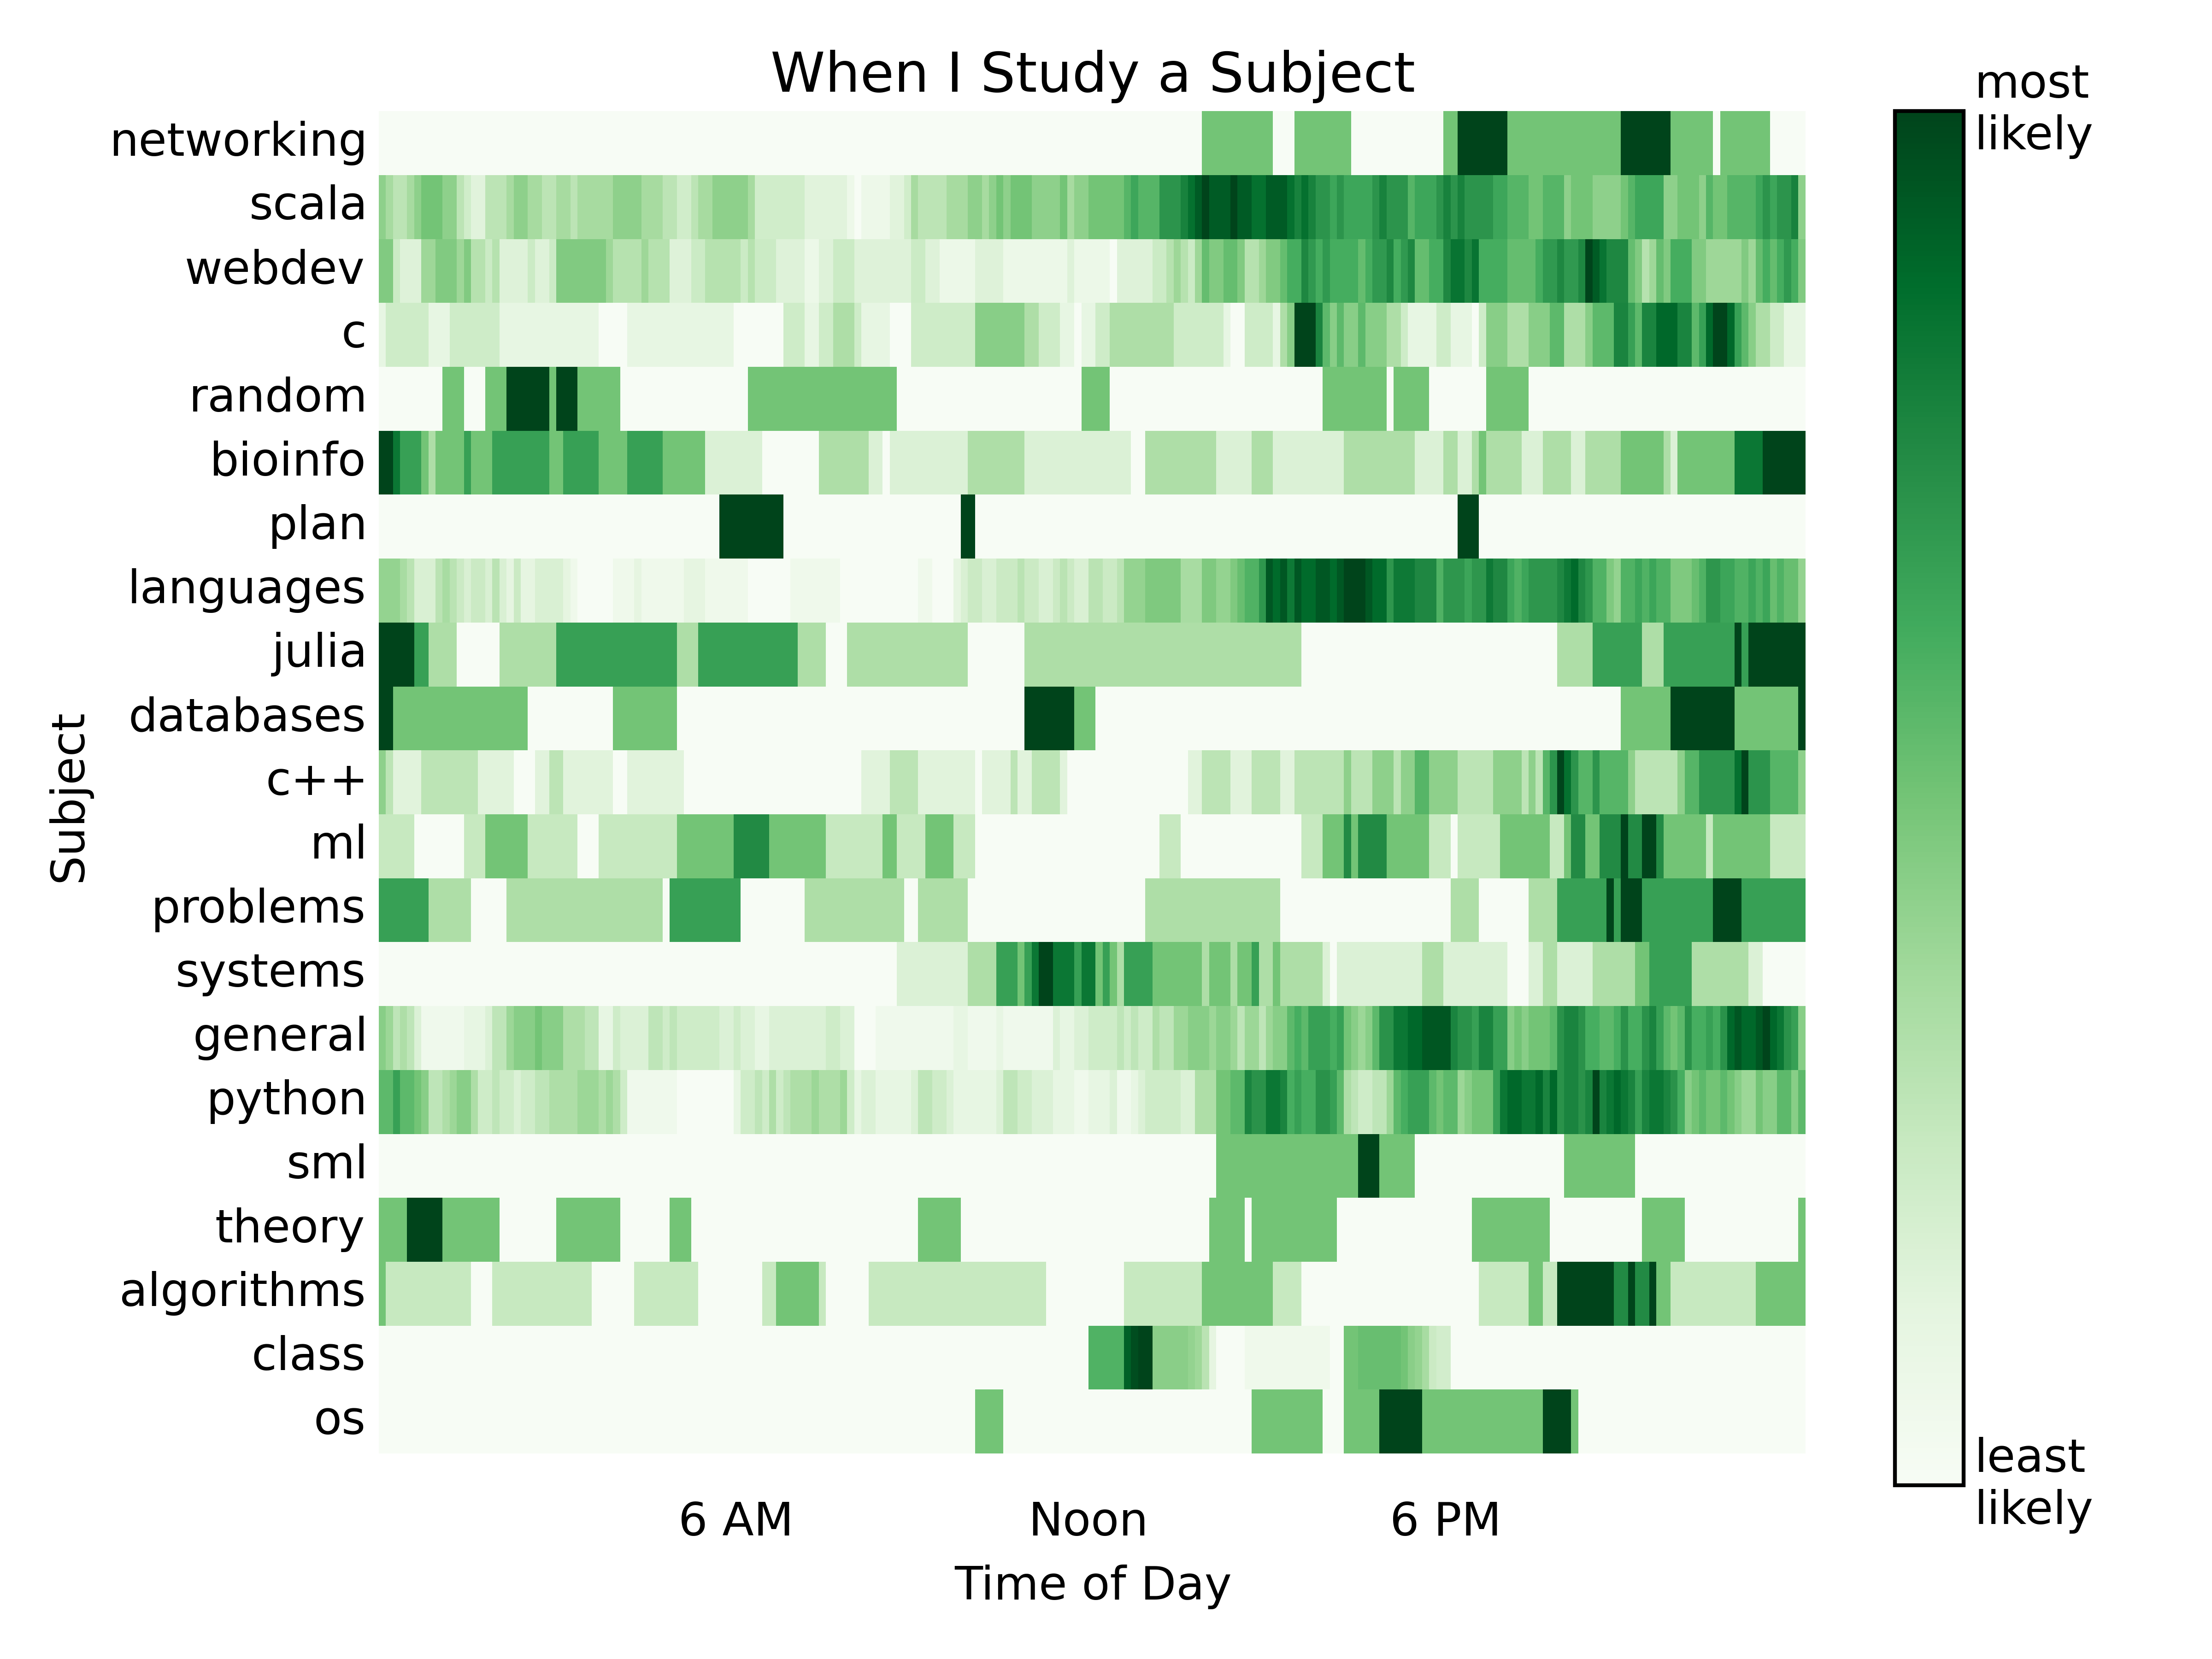 When I Study a Subject
most
likely
networking
scala
webdev
c
random
bioinfo
plan
languages
julia
databases
c++
ml
problems
systems
general
python
sml
theory
algorithms
class
os
Subject
least
likely
6 AM
Noon
6 PM
Time of Day